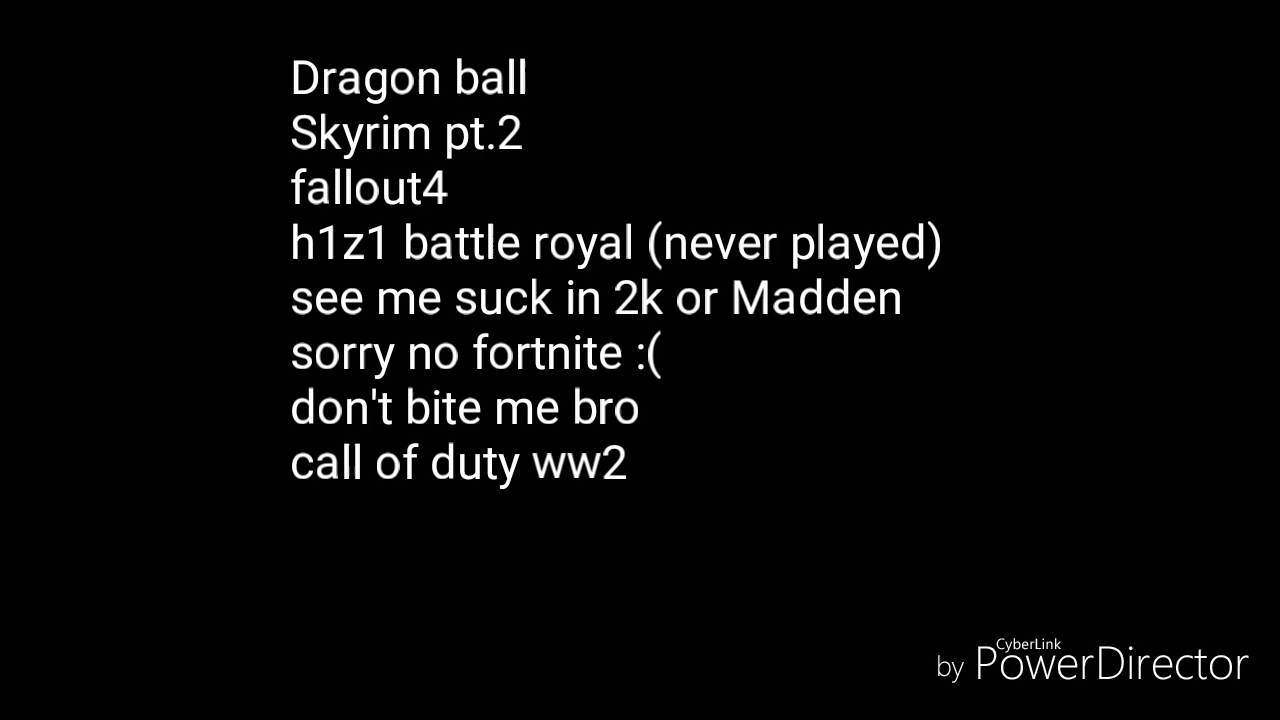 Dragon ball
Skyrim pt.2
fallout4
h1z1 battle royal (never played)
see me suck in 2k or Madden
sorry no fortnite :(
don't bite me bro
call of duty ww2
by CyberLink PowerDirector